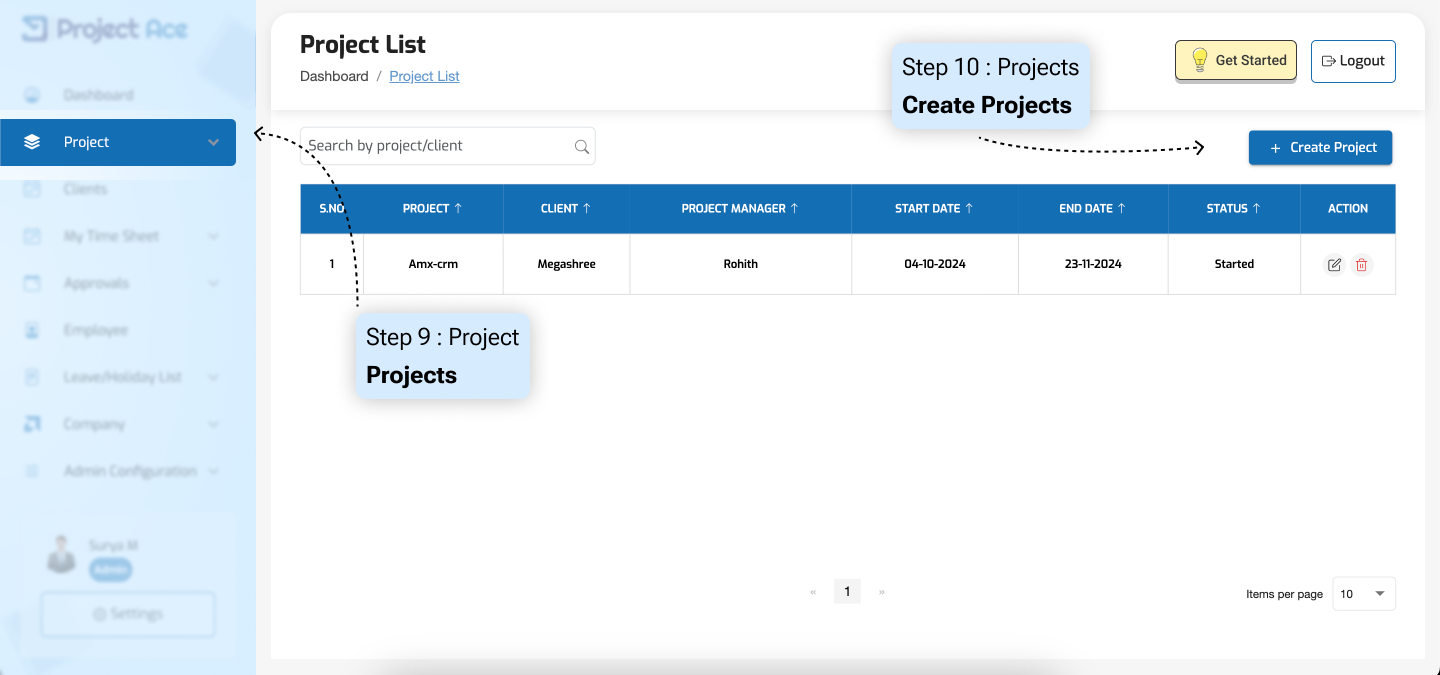 Project Ace
Dashboard
Project
Clients
My Time Sheet
Approvals
Employee
Leave/Holiday List
Company
Admin Configuration
Surya M
Admin
Settings
Project List
Dashboard / Project List
Step 10 : Projects
Create Projects
Get Started
Logout
Search by project/client
+ Create Project
S.NO PROJECT ↑ CLIENT ↑ PROJECT MANAGER ↑ START DATE ↑ END DATE ↑ STATUS ↑ ACTION
1 Amx-crm Megashree Rohith 04-10-2024 23-11-2024 Started
Step 9 : Project
Projects
« 1 »
Items per page 10